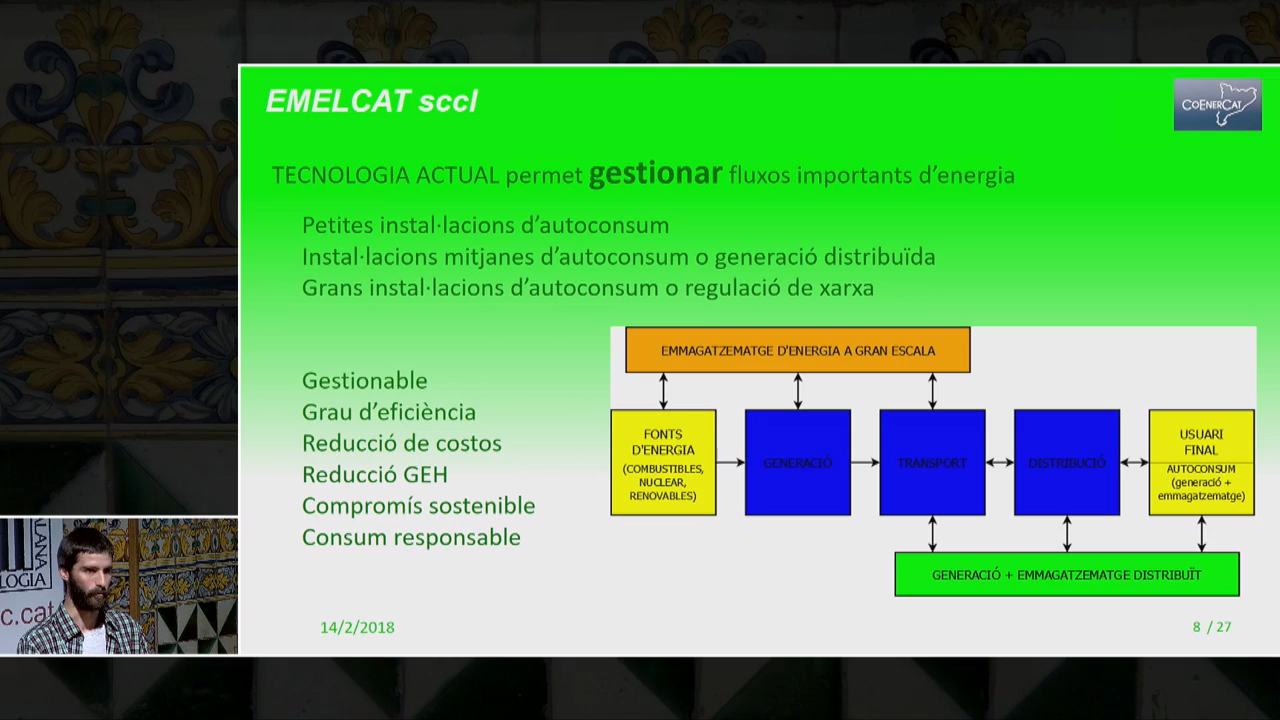 EMELCAT sccl
COENERCAT
TECNOLOGIA ACTUAL permet gestionar fluxos importants d'energia
Petites instal·lacions d'autoconsum
Instal·lacions mitjanes d'autoconsum o generació distribuïda
Grans instal·lacions d'autoconsum o regulació de xarxa
Gestionable
Grau d'eficiència
Reducció de costos
Reducció GEH
Compromís sostenible
Consum responsable
EMMAGATZEMATGE D'ENERGIA A GRAN ESCALA
FONTS
D'ENERGIA
(COMBUSTIBLES,
NUCLEAR,
RENOVABLES)
GENERACIÓ
TRANSPORT
DISTRIBUCIÓ
USUARI
FINAL
AUTOCONSUM
(generació +
emmagatzematge)
GENERACIÓ + EMMAGATZEMATGE DISTRIBUÏT
14/2/2018
8 / 27
ALANA
OLOGIA
c.cat